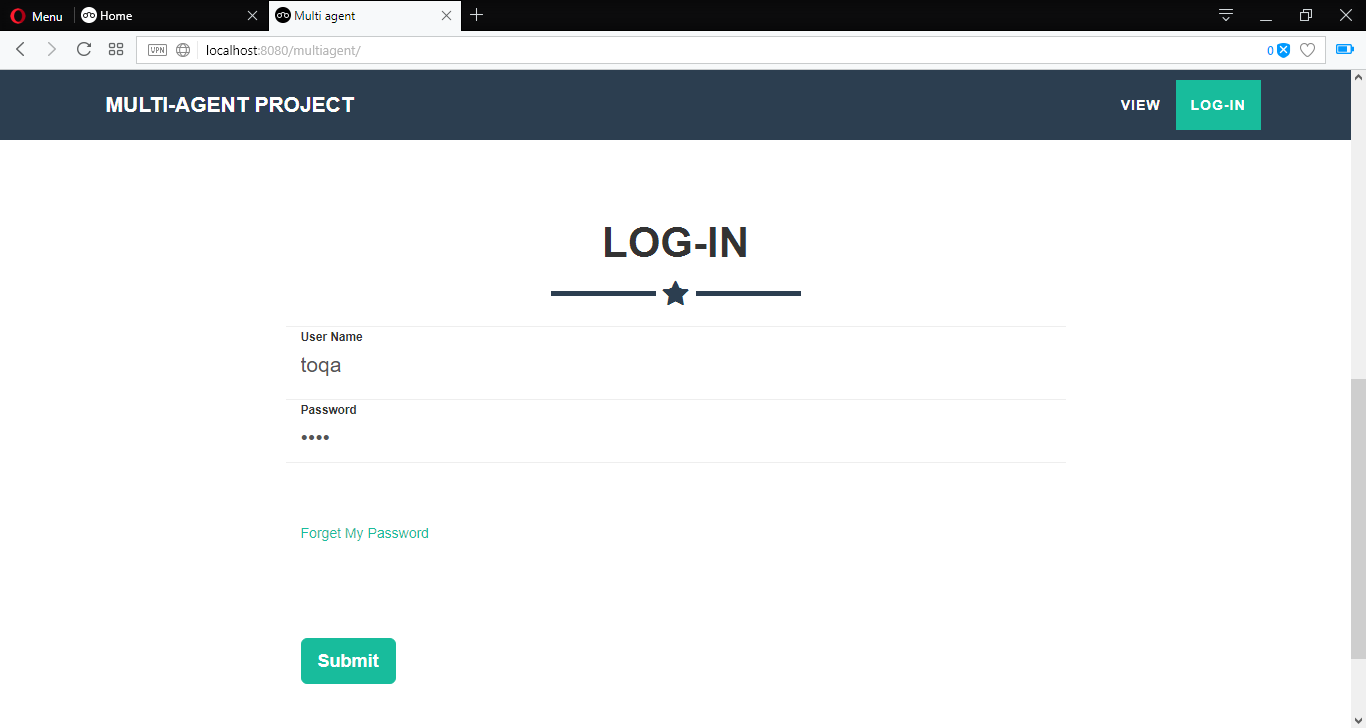 Menu Home Multi agent
VPN localhost:8080/multiagent/ 0
MULTI-AGENT PROJECT VIEW LOG-IN
LOG-IN
User Name
toqa
Password
••••
Forget My Password
Submit